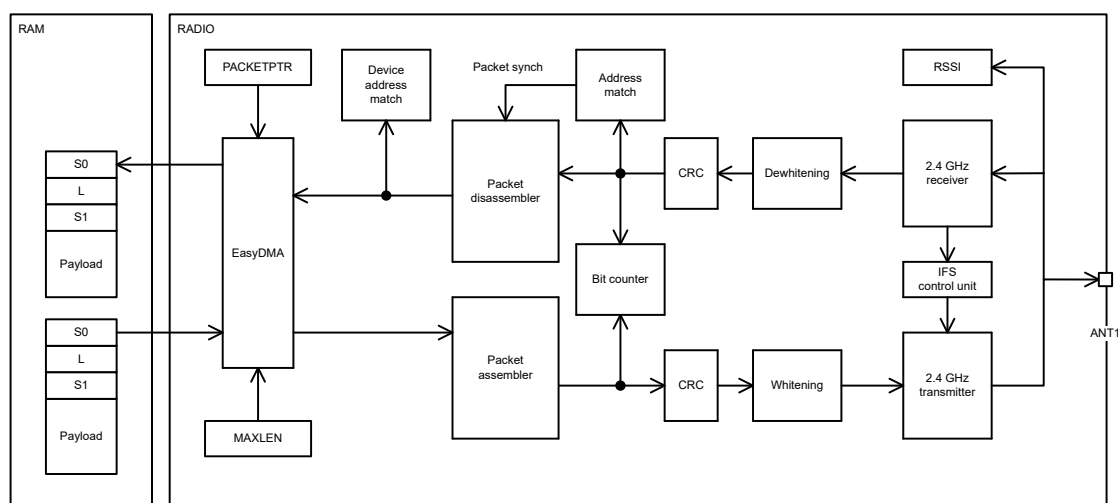 RAM
RADIO
PACKETPTR
Device
address
match
Packet synch
Address
match
RSSI
S0
L
S1
Payload
EasyDMA
Packet
disassembler
CRC
Dewhitening
2.4 GHz
receiver
Bit counter
IFS
control unit
ANT1
S0
L
S1
Payload
Packet
assembler
CRC
Whitening
2.4 GHz
transmitter
MAXLEN